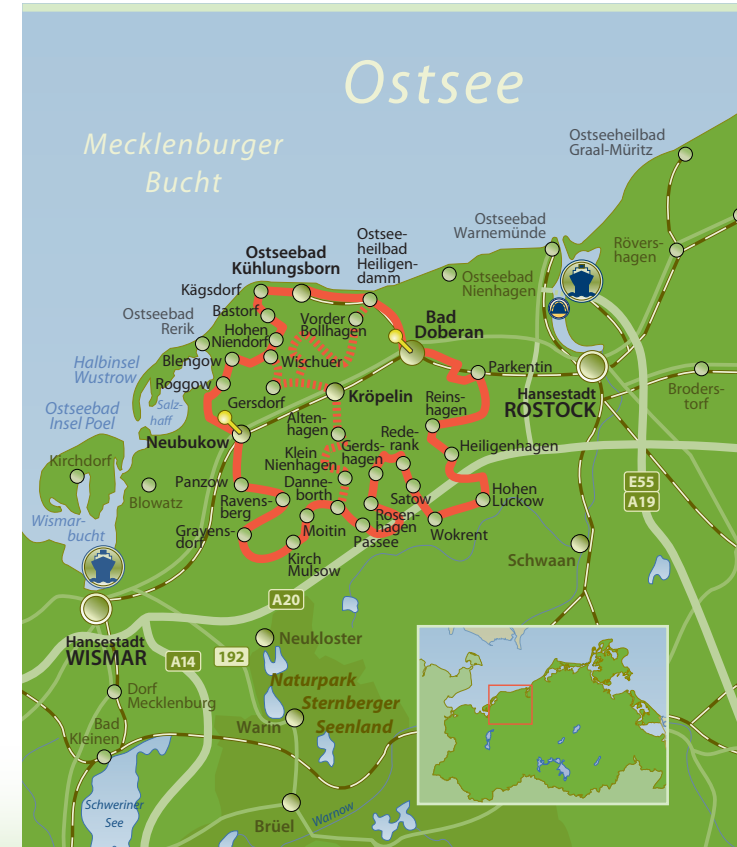 Ostsee
Mecklenburger
Bucht
Ostseeheilbad
Graal-Müritz
Ostseebad
Warnemünde
Rövers-
hagen
Ostsee-
heilbad
Heiligen-
damm
Ostseebad
Kühlungsborn
Ostseebad
Nienhagen
Kägsdorf
Bastorf
Vorder
Bollhagen
Bad
Doberan
Ostseebad
Rerik
Hohen
Niendorf
Wischuer
Blengow
Parkentin
Halbinsel
Wustrow
Roggow
Gersdorf
Kröpelin
Reins-
hagen
Hansestadt
ROSTOCK
Broders-
torf
Ostseebad
Insel Poel
Salz-
haff
Neubukow
Alten-
hagen
Rede-
rank
Heiligenhagen
Kirchdorf
Klein
Nienhagen
Gerds-
hagen
Panzow
Danne-
borth
Blowatz
Ravens-
berg
Satow
Hohen
Luckow
E55
A19
Wismar-
bucht
Grayens-
dorf
Moitin
Rosen-
hagen
Passee
Wokrent
Kirch
Mulsow
Schwaan
A20
Hansestadt
WISMAR
A14
192
Neukloster
Naturpark
Sternberger
Seenland
Dorf
Mecklenburg
Warin
Bad
Kleinen
Schweriner
See
Warnow
Brüel